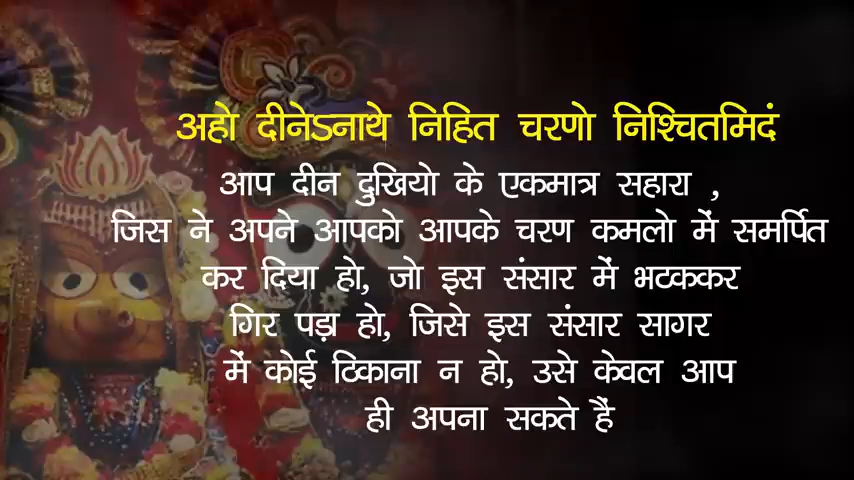 अहो दीनेऽनाथे निहित चरणो निश्चितमिदं
आप दीन दुखियो के एकमात्र सहारा ,
जिस ने अपने आपको आपके चरण कमलो में समर्पित
कर दिया हो, जो इस संसार में भटककर
गिर पड़ा हो, जिसे इस संसार सागर
में कोई ठिकाना न हो, उसे केवल आप
ही अपना सकते हैं